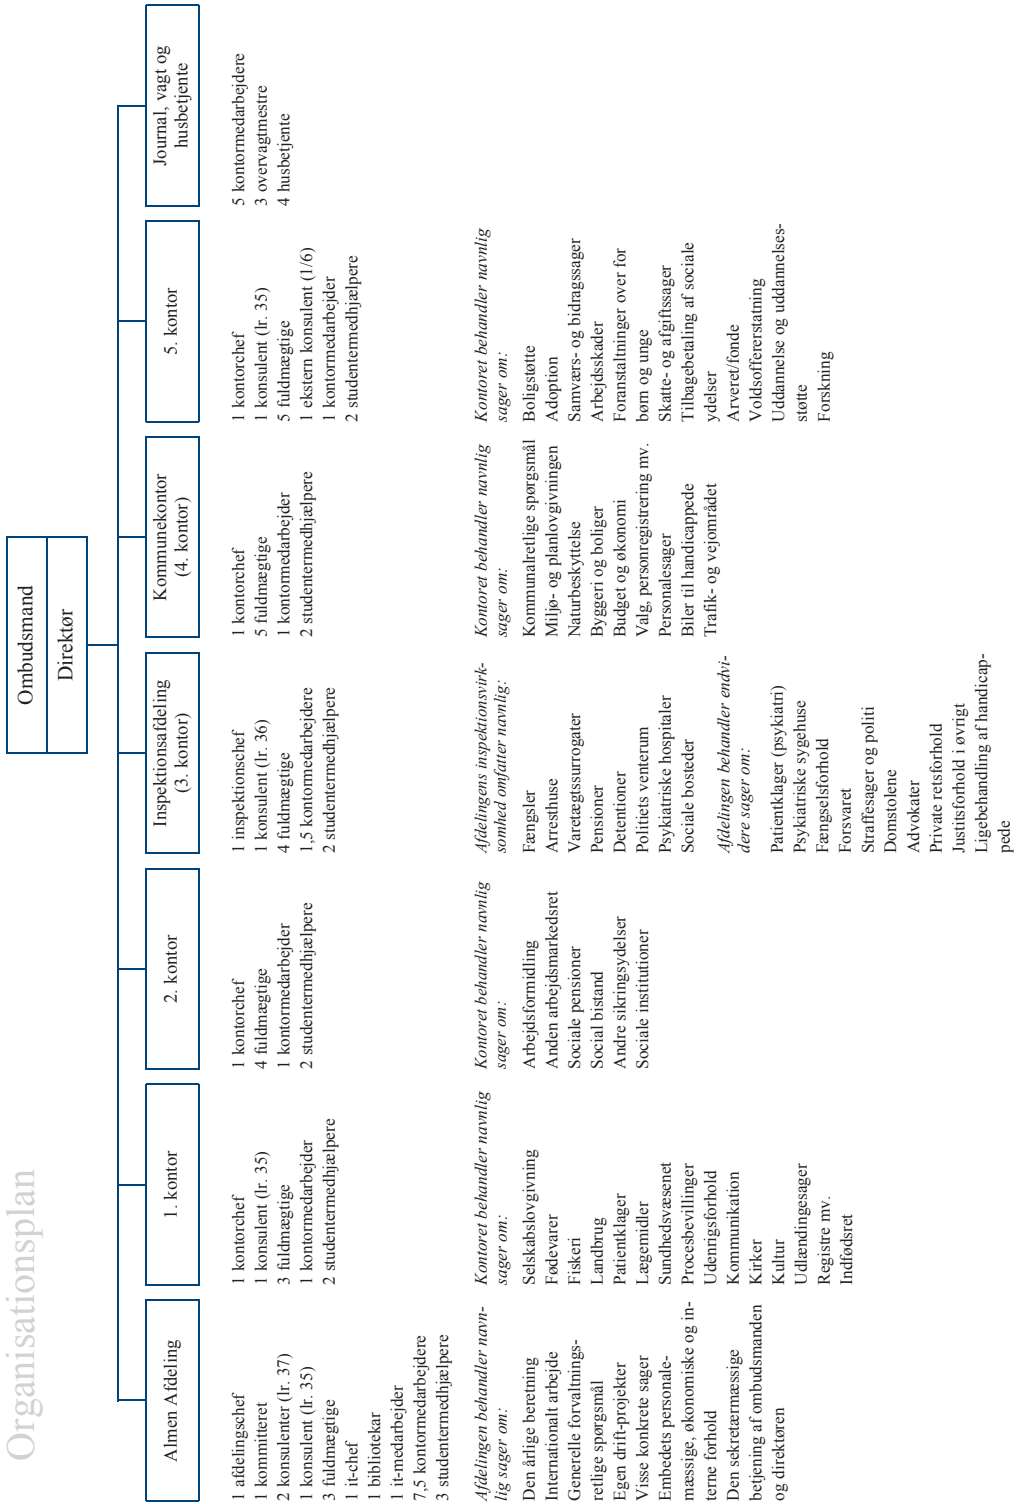 Organisationsplan
Ombudsmand
Direktør
Almen Afdeling
1 afdelingschef
1 kommitteret
2 konsulenter (lr. 37)
1 konsulent (lr. 35)
3 fuldmægtige
1 it-chef
1 bibliotekar
1 it-medarbejder
7,5 kontormedarbejdere
3 studentermedhjælpere
Afdelingen behandler navn-
lig sager om:
Den årlige beretning
Internationalt arbejde
Generelle forvaltnings-
retlige spørgsmål
Egen drift-projekter
Visse konkrete sager
Embedets personale-
mæssige, økonomiske og in-
terne forhold
Den sekretærmæssige
betjening af ombudsmanden
og direktøren
1. kontor
1 kontorchef
1 konsulent (lr. 35)
3 fuldmægtige
1 kontormedarbejder
2 studentermedhjælpere
Kontoret behandler navnlig
sager om:
Selskabslovgivning
Fødevarer
Fiskeri
Landbrug
Patientklager
Lægemidler
Sundhedsvæsenet
Procesbevillinger
Udenrigsforhold
Kommunikation
Kirker
Kultur
Udlændingesager
Registre mv.
Indfødsret
2. kontor
1 kontorchef
4 fuldmægtige
1 kontormedarbejder
2 studentermedhjælpere
Kontoret behandler navnlig
sager om:
Arbejdsformidling
Anden arbejdsmarkedsret
Sociale pensioner
Social bistand
Andre sikringsydelser
Sociale institutioner
Inspektionsafdeling
(3. kontor)
1 inspektionschef
1 konsulent (lr. 36)
4 fuldmægtige
1,5 kontormedarbejdere
2 studentermedhjælpere
Afdelingens inspektionsvirk-
somhed omfatter navnlig:
Fængsler
Arresthuse
Varetægtssurrogater
Pensioner
Detentioner
Politiets venterum
Psykiatriske hospitaler
Sociale bosteder
Afdelingen behandler endvi-
dere sager om:
Patientklager (psykiatri)
Psykiatriske sygehuse
Fængselsforhold
Forsvaret
Straffesager og politi
Domstolene
Advokater
Private retsforhold
Justitsforhold i øvrigt
Ligebehandling af handicap-
pede
Kommunekontor
(4. kontor)
1 kontorchef
5 fuldmægtige
1 kontormedarbejder
2 studentermedhjælpere
Kontoret behandler navnlig
sager om:
Kommunalretlige spørgsmål
Miljø- og planlovgivningen
Naturbeskyttelse
Byggeri og boliger
Budget og økonomi
Valg, personregistrering mv.
Personalesager
Biler til handicappede
Trafik- og vejområdet
5. kontor
1 kontorchef
1 konsulent (lr. 35)
5 fuldmægtige
1 ekstern konsulent (1/6)
1 kontormedarbejder
2 studentermedhjælpere
Kontoret behandler navnlig
sager om:
Boligstøtte
Adoption
Samværs- og bidragssager
Arbejdsskader
Foranstaltninger over for
børn og unge
Skatte- og afgiftssager
Tilbagebetaling af sociale
ydelser
Arveret/fonde
Voldsoffererstatning
Uddannelse og uddannelses-
støtte
Forskning
Journal, vagt og
husbetjente
5 kontormedarbejdere
3 overvagtmestre
4 husbetjente